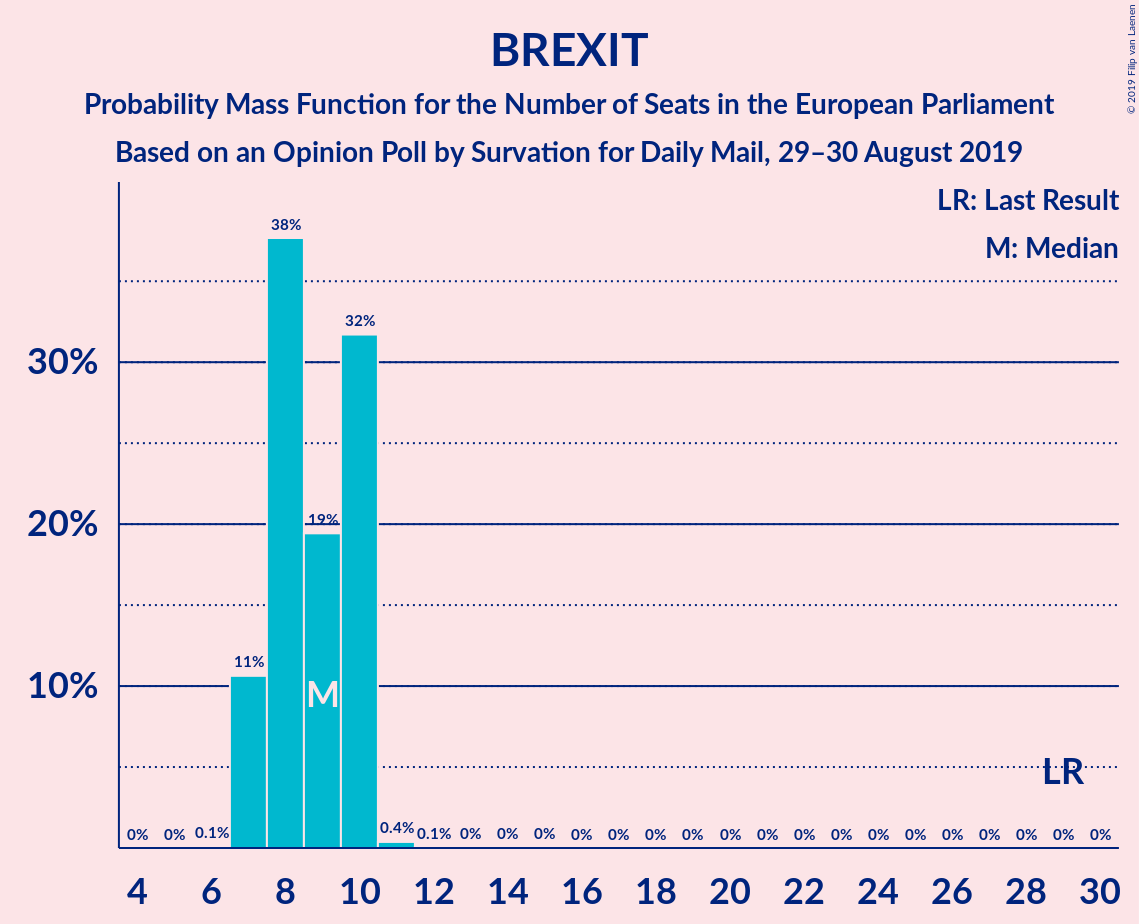 BREXIT
Probability Mass Function for the Number of Seats in the European Parliament
Based on an Opinion Poll by Survation for Daily Mail, 29–30 August 2019
© 2019 Filip van Laenen
LR: Last Result
M: Median
38%
32%
30%
19%
20%
11%
10%
M
LR
0% 0% 0.1% 0.4% 0.1% 0% 0% 0% 0% 0% 0% 0% 0% 0% 0% 0% 0% 0% 0% 0% 0% 0% 0%
4 6 8 10 12 14 16 18 20 22 24 26 28 30